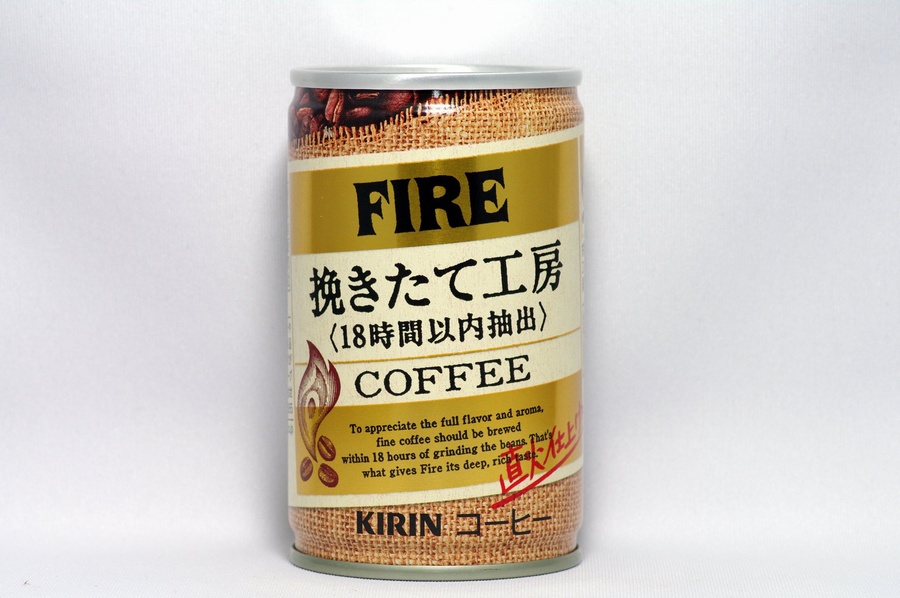 FIRE
挽きたて工房
〈18時間以内抽出〉
COFFEE
To appreciate the full flavor and aroma,
fine coffee should be brewed
within 18 hours of grinding the beans. That's
what gives Fire its deep, rich taste.
直火仕上げ
KIRIN コーヒー